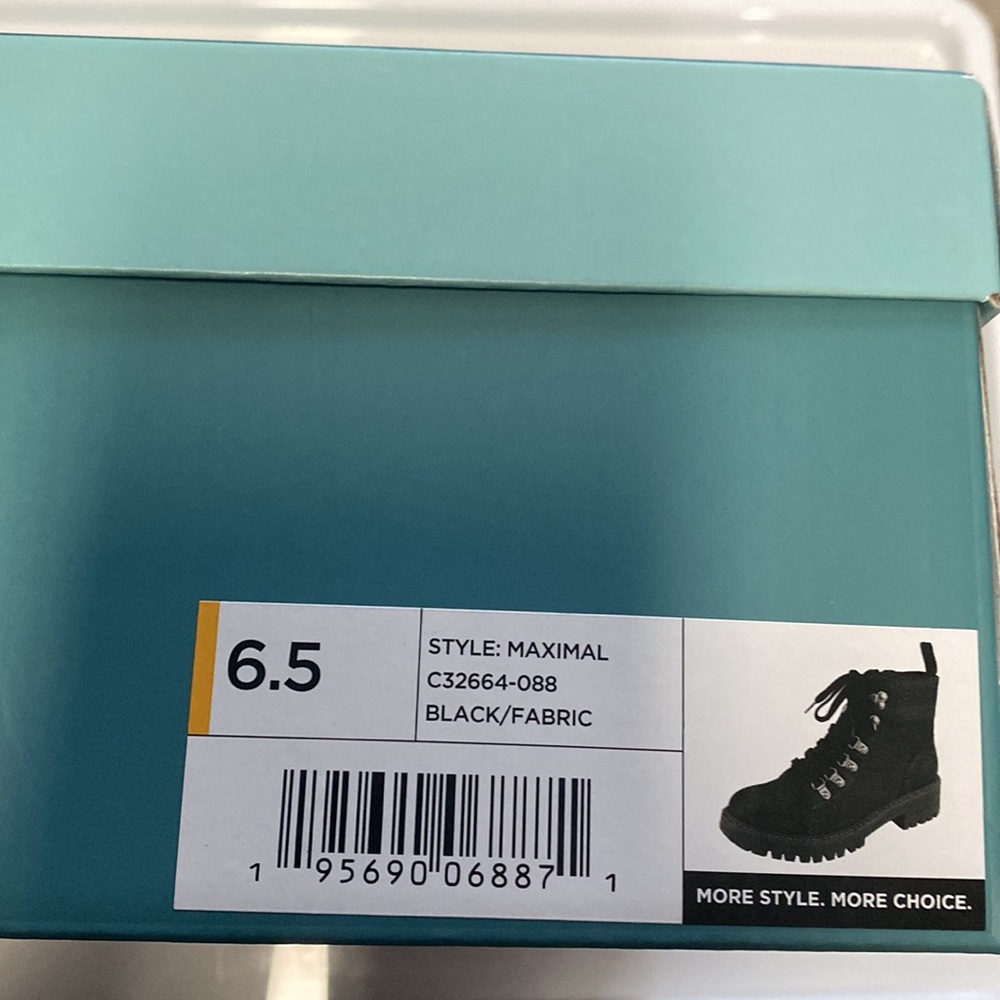 6.5
STYLE: MAXIMAL
C32664-088
BLACK/FABRIC
1 95690 06887 1
MORE STYLE. MORE CHOICE.